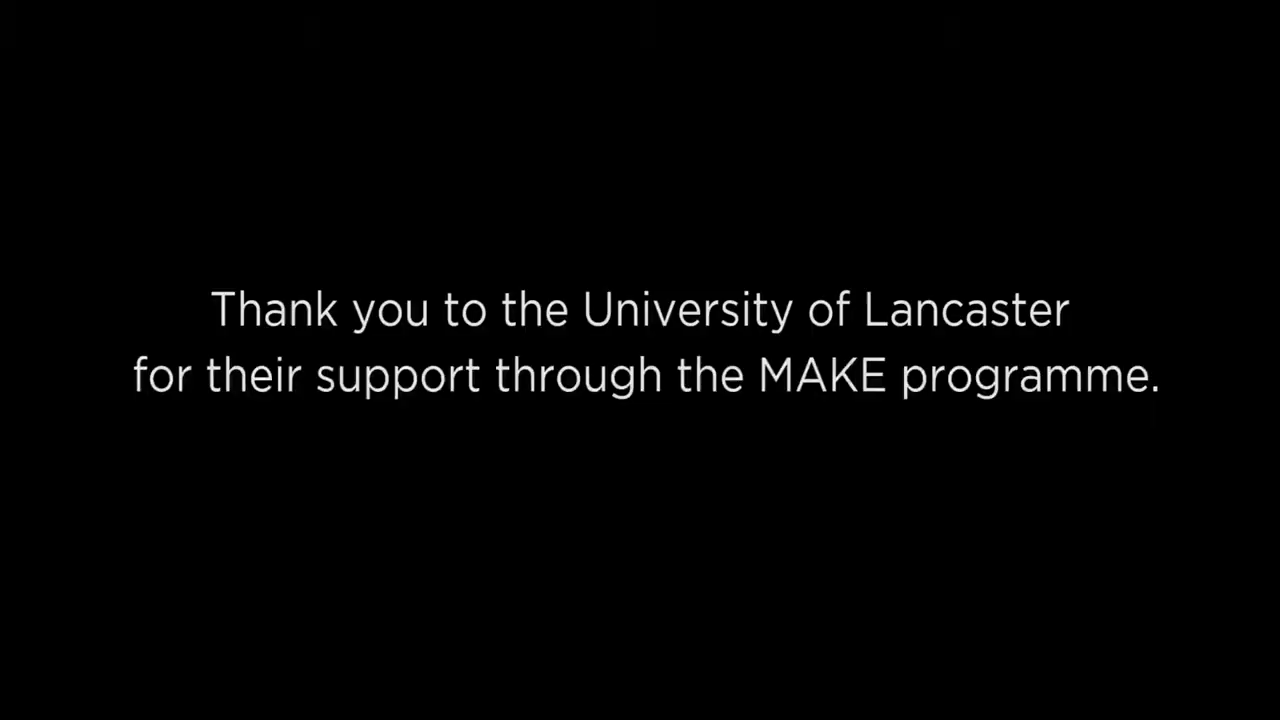 Thank you to the University of Lancaster
for their support through the MAKE programme.